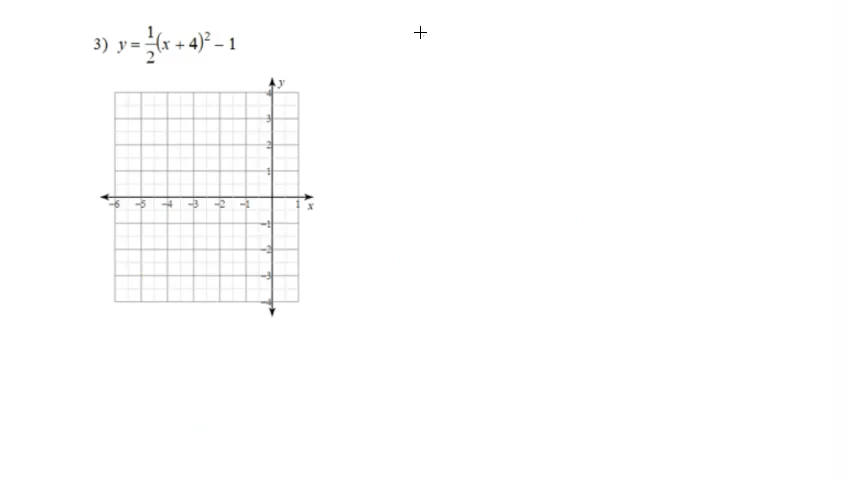 3) y = \frac{1}{2}(x + 4)^2 - 1
y
4
3
2
1
-6 -5 -4 -3 -2 -1 1 x
-1
-2
-3
-4